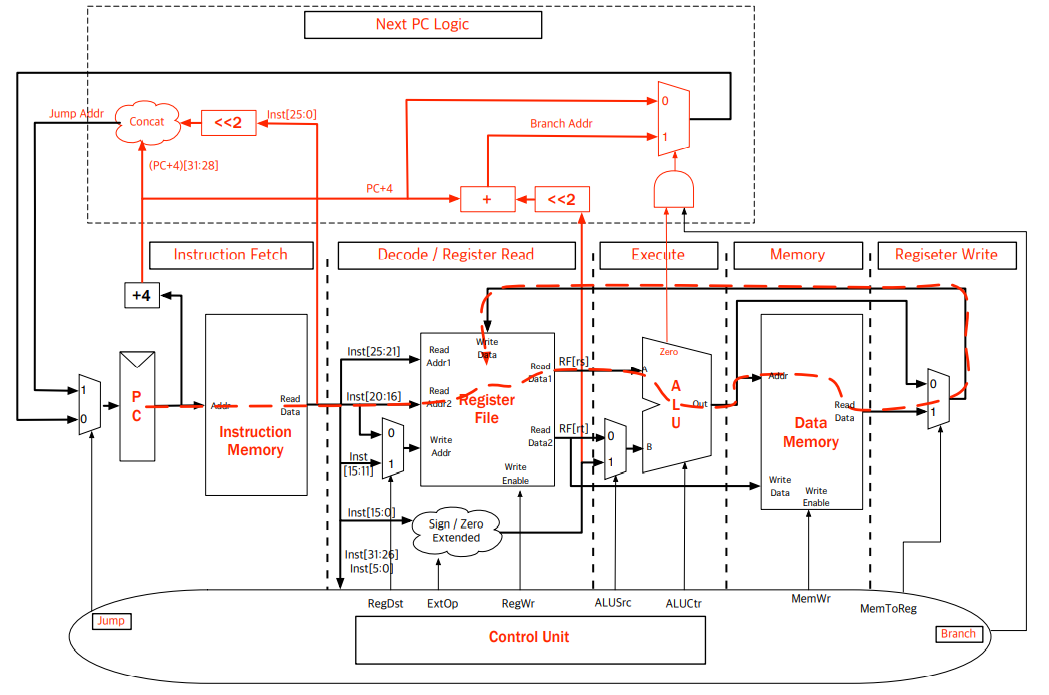 Next PC Logic
Jump Addr
Concat
<<2
Inst[25:0]
0
Branch Addr
1
(PC+4)[31:28]
PC+4
+
<<2
Instruction Fetch
Decode / Register Read
Execute
Memory
Regiseter Write
+4
Write
Data
Zero
Inst[25:21]
Read
Addr1
Read
Data1
RF[rs]
A
Addr
1
0
P
C
Addr
Read
Data
Inst[20:16]
Read
Addr2
Register
File
A
L
U
Out
Read
Data
0
1
Instruction
Memory
0
1
Inst
[15:11]
Write
Addr
Read
Data2
RF[rt]
0
1
B
Data
Memory
Write
Enable
Write
Data
Write
Enable
Inst[15:0]
Sign / Zero
Extended
Inst[31:26]
Inst[5:0]
RegDst
ExtOp
RegWr
ALUSrc
ALUCtr
MemWr
MemToReg
Jump
Control Unit
Branch